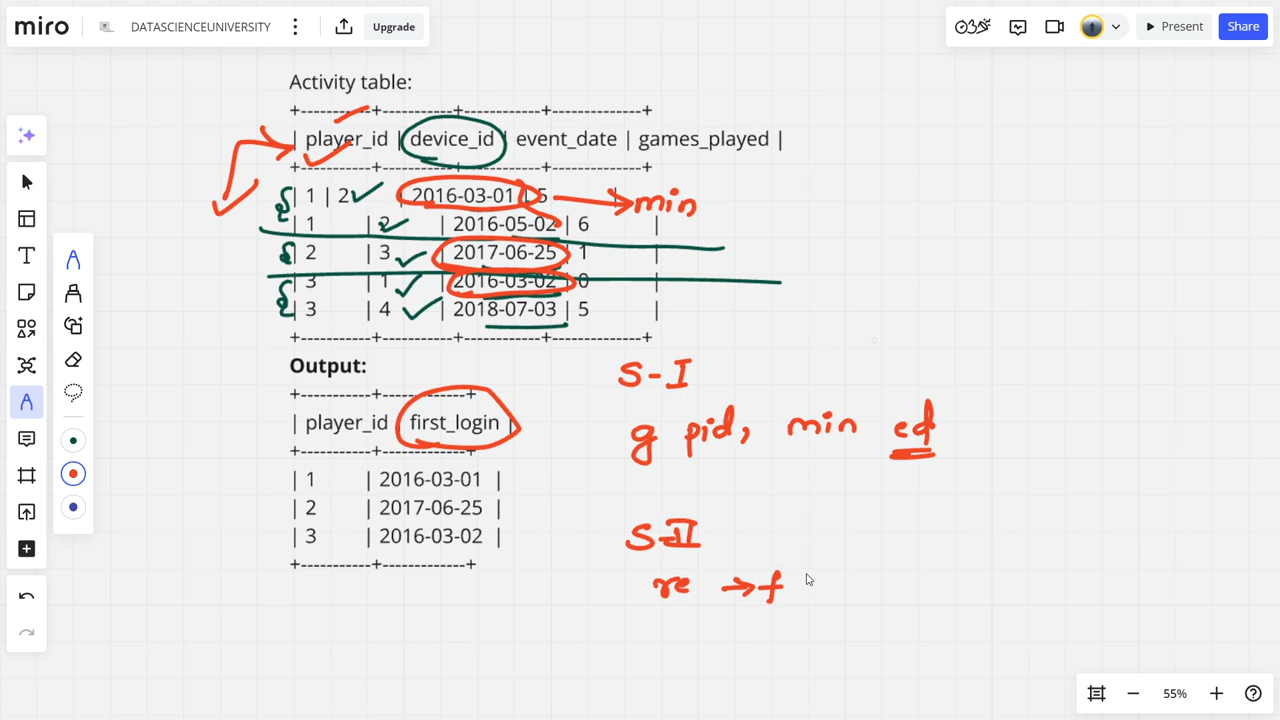 miro DATASCIENCEUNIVERSITY Upgrade Present Share
Activity table:
+-----------+-----------+-----------+--------------+
| player_id | device_id | event_date | games_played |
+-----------+-----------+-----------+--------------+
| 1 | 2 | 2016-03-01 | 5 | min
| 1 | 2 | 2016-05-02 | 6 |
| 2 | 3 | 2017-06-25 | 1 |
| 3 | 1 | 2016-03-02 | 0 |
| 3 | 4 | 2018-07-03 | 5 |
+-----------+-----------+-----------+--------------+
Output:
+-----------+-------------+
| player_id | first_login |
+-----------+-------------+
| 1 | 2016-03-01 |
| 2 | 2017-06-25 |
| 3 | 2016-03-02 |
+-----------+-------------+
S-I
g pid, min ed
S-II
re → f
55%